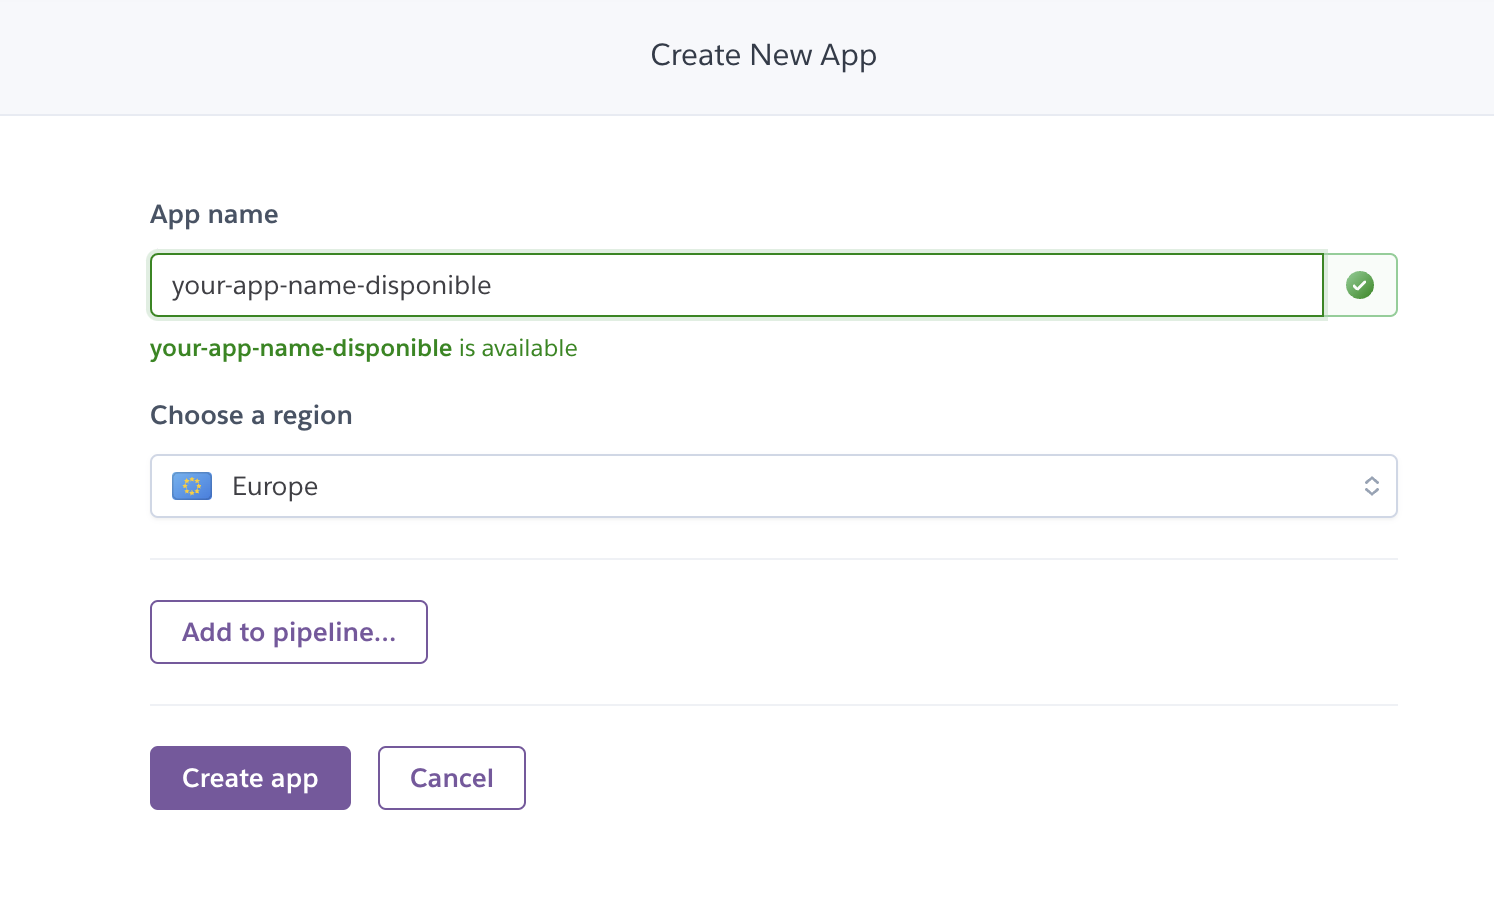 Create New App
App name
your-app-name-disponible
your-app-name-disponible is available
Choose a region
Europe
Add to pipeline...
Create app
Cancel